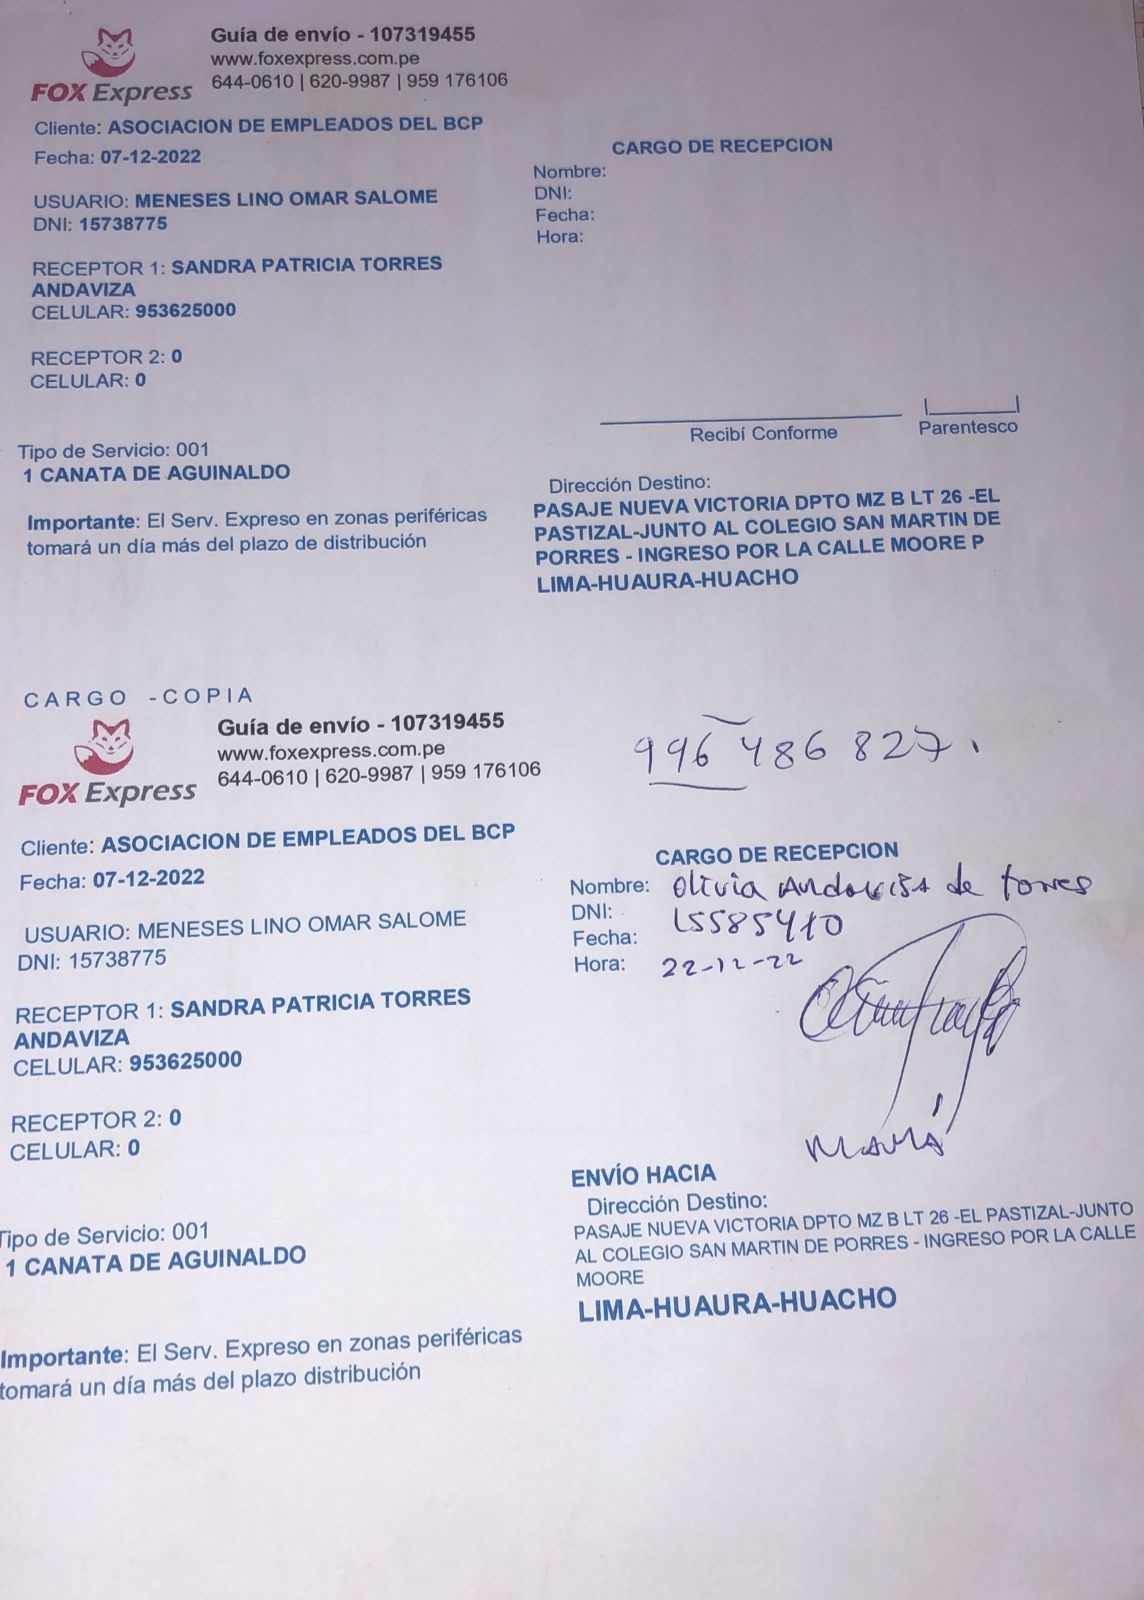 FOX Express
Guía de envío - 107319455
www.foxexpress.com.pe
644-0610 | 620-9987 | 959 176106
Cliente: ASOCIACION DE EMPLEADOS DEL BCP
Fecha: 07-12-2022
USUARIO: MENESES LINO OMAR SALOME
DNI: 15738775
RECEPTOR 1: SANDRA PATRICIA TORRES
ANDAVIZA
CELULAR: 953625000
RECEPTOR 2: 0
CELULAR: 0
CARGO DE RECEPCION
Nombre:
DNI:
Fecha:
Hora:
Recibí Conforme
Parentesco
Tipo de Servicio: 001
1 CANATA DE AGUINALDO
Importante: El Serv. Expreso en zonas periféricas
tomará un día más del plazo de distribución
Dirección Destino:
PASAJE NUEVA VICTORIA DPTO MZ B LT 26 -EL
PASTIZAL-JUNTO AL COLEGIO SAN MARTIN DE
PORRES - INGRESO POR LA CALLE MOORE P
LIMA-HUAURA-HUACHO
CARGO -COPIA
FOX Express
Guía de envío - 107319455
www.foxexpress.com.pe
644-0610 | 620-9987 | 959 176106
996 486 827.
Cliente: ASOCIACION DE EMPLEADOS DEL BCP
Fecha: 07-12-2022
USUARIO: MENESES LINO OMAR SALOME
DNI: 15738775
RECEPTOR 1: SANDRA PATRICIA TORRES
ANDAVIZA
CELULAR: 953625000
RECEPTOR 2: 0
CELULAR: 0
CARGO DE RECEPCION
Nombre: Olivia Andaviza de torres
DNI: 15585410
Fecha:
Hora: 22-12-22
MAMÁ
Tipo de Servicio: 001
1 CANATA DE AGUINALDO
Importante: El Serv. Expreso en zonas periféricas
tomará un día más del plazo distribución
ENVÍO HACIA
Dirección Destino:
PASAJE NUEVA VICTORIA DPTO MZ B LT 26 -EL PASTIZAL-JUNTO
AL COLEGIO SAN MARTIN DE PORRES - INGRESO POR LA CALLE
MOORE
LIMA-HUAURA-HUACHO